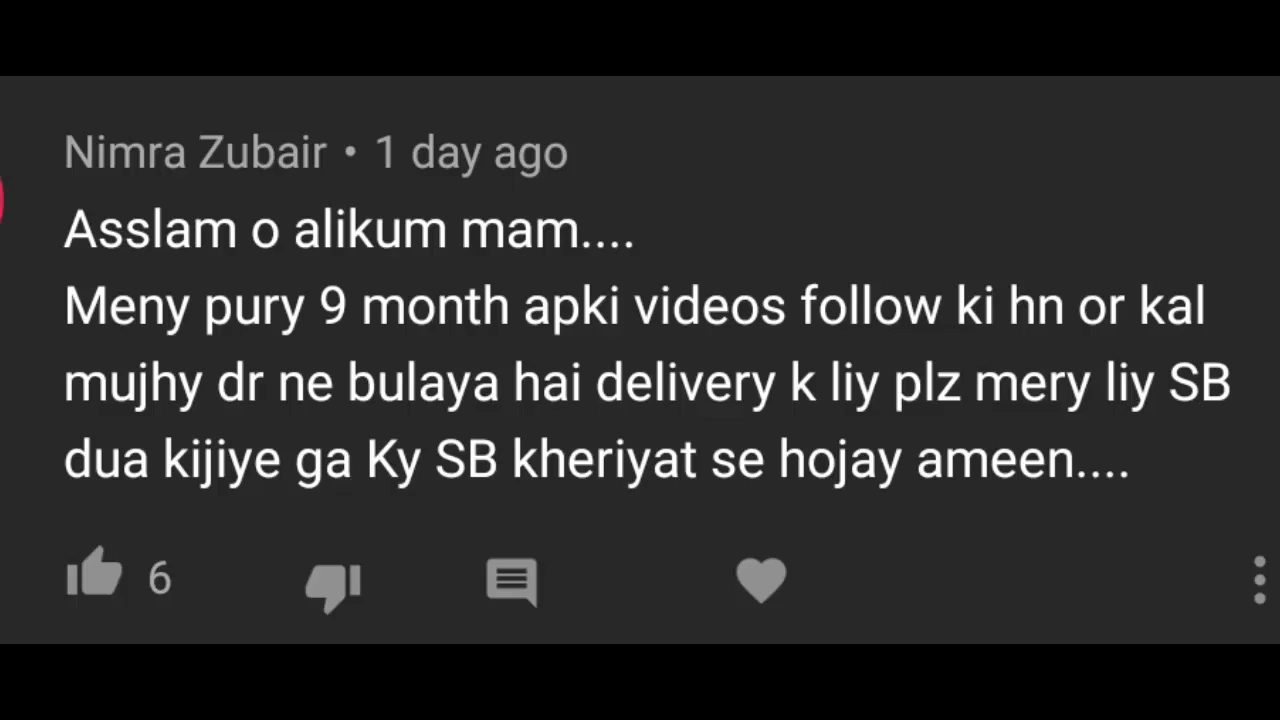 Nimra Zubair • 1 day ago
Asslam o alikum mam....
Meny pury 9 month apki videos follow ki hn or kal
mujhy dr ne bulaya hai delivery k liy plz mery liy SB
dua kijiye ga Ky SB kheriyat se hojay ameen....
6